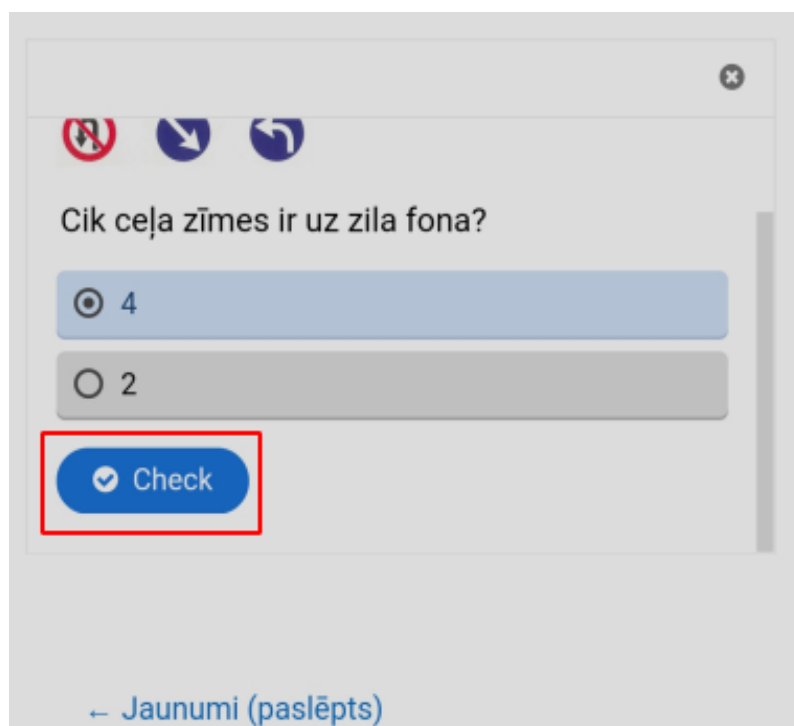 Cik ceļa zīmes ir uz zila fona?
4
2
Check
← Jaunumi (paslēpts)